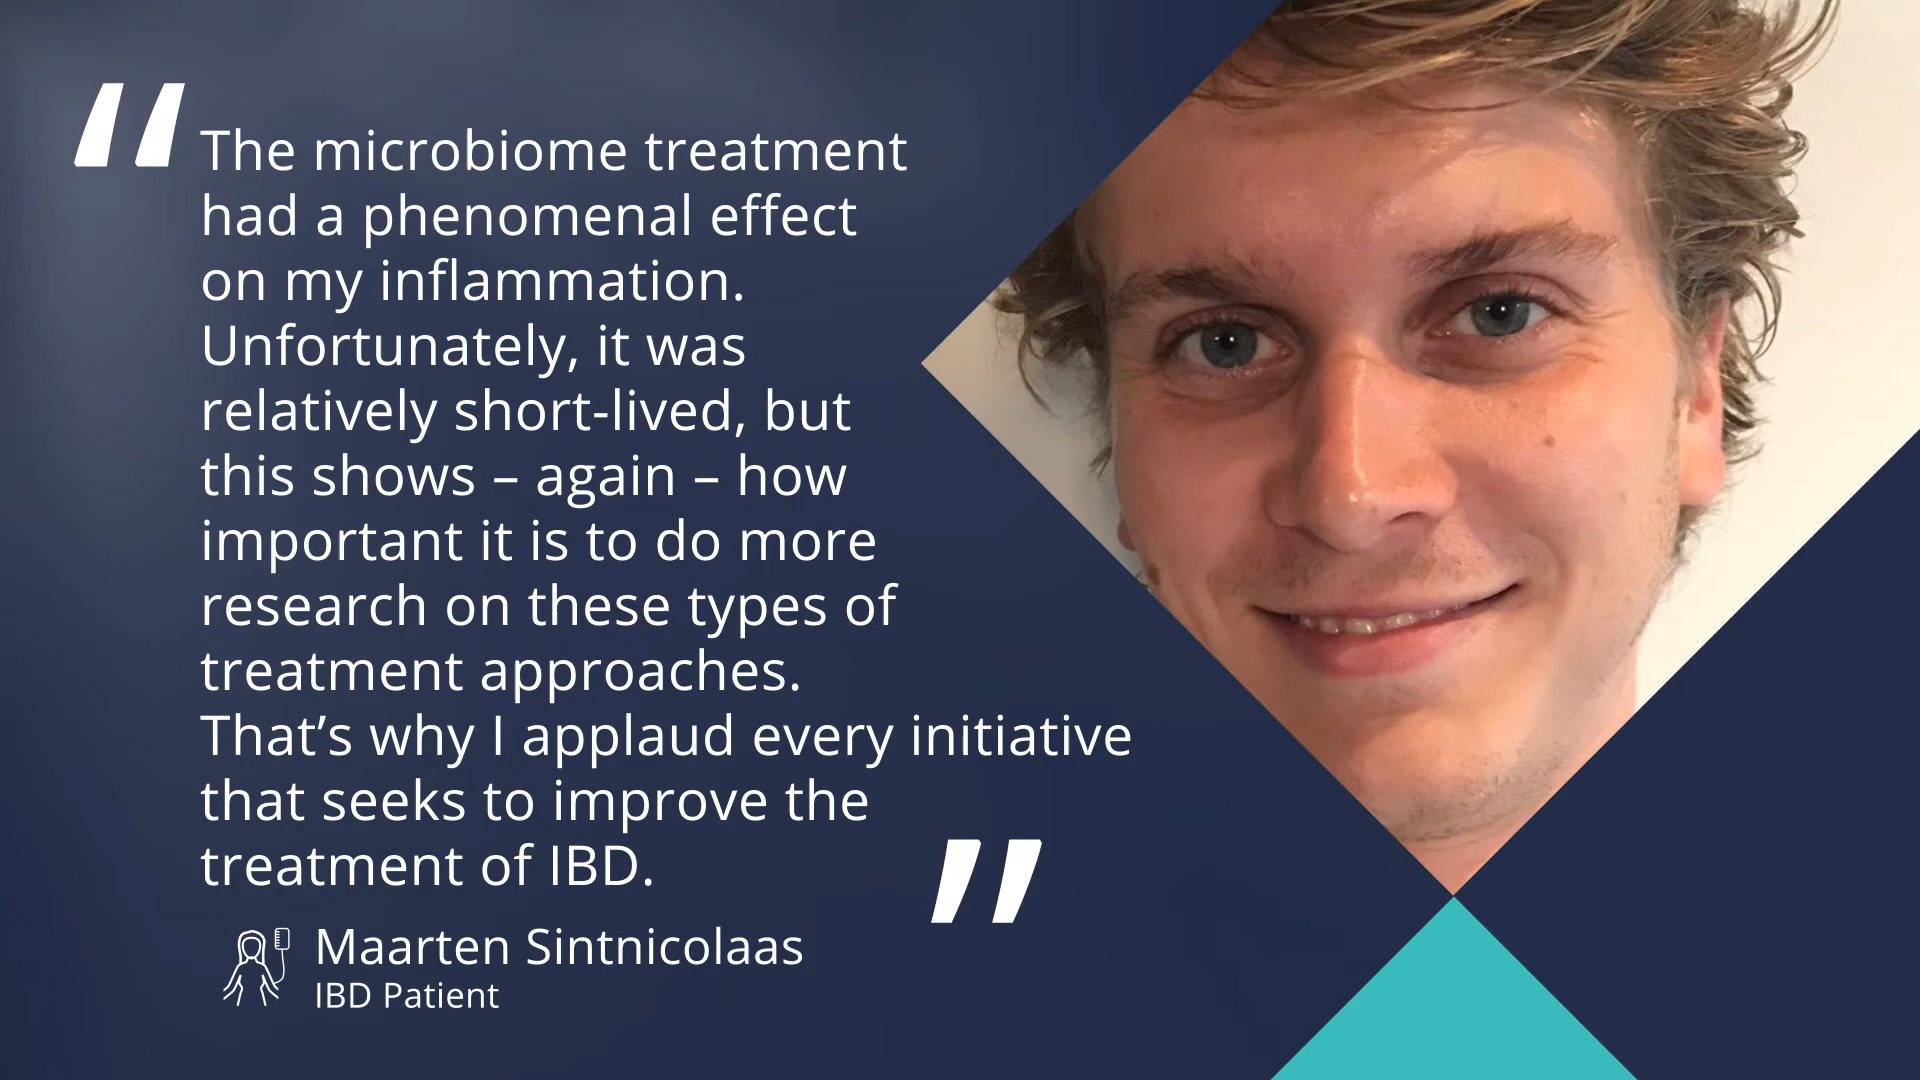 “The microbiome treatment
had a phenomenal effect
on my inflammation.
Unfortunately, it was
relatively short-lived, but
this shows – again – how
important it is to do more
research on these types of
treatment approaches.
That’s why I applaud every initiative
that seeks to improve the
treatment of IBD.”
Maarten Sintnicolaas
IBD Patient